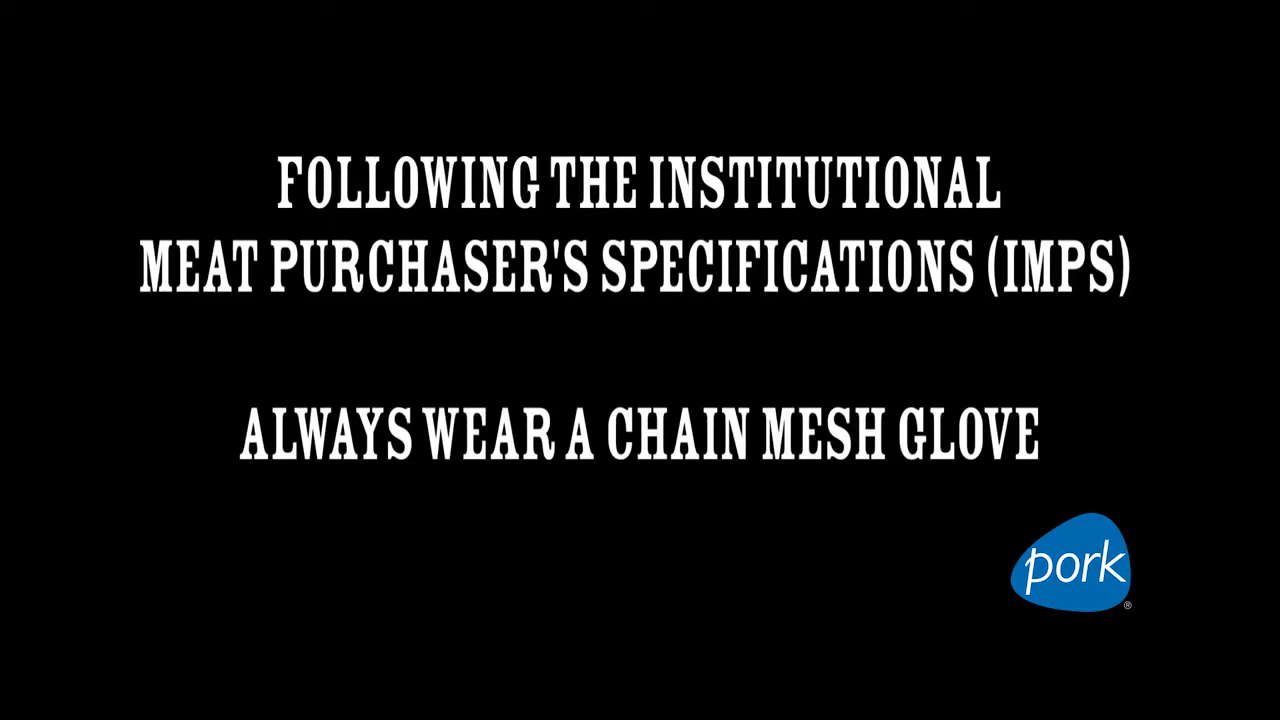 FOLLOWING THE INSTITUTIONAL
MEAT PURCHASER'S SPECIFICATIONS (IMPS)
ALWAYS WEAR A CHAIN MESH GLOVE
pork ®